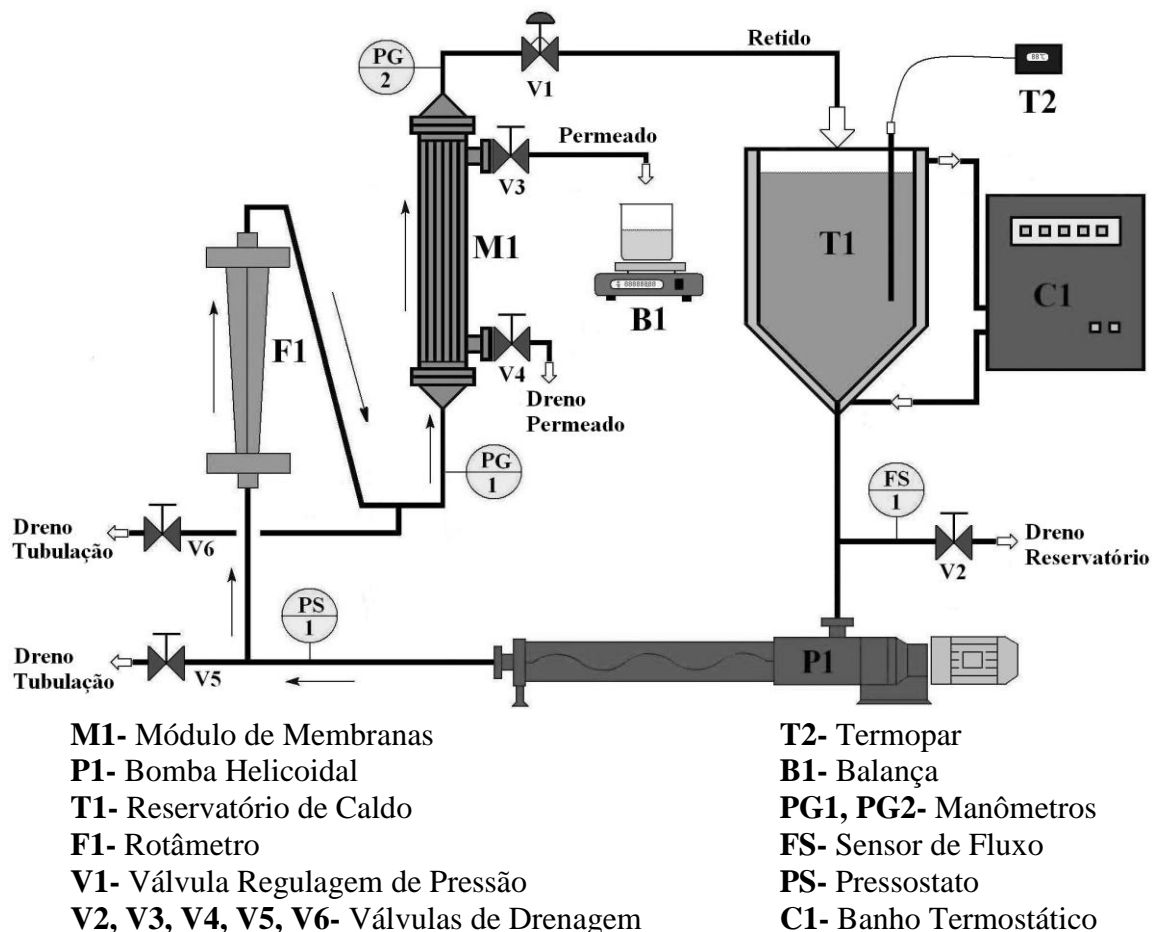 PG
2
V1
Retido
88°C
T2
Permeado
V3
M1
T1
C1
B1
F1
V4
Dreno
Permeado
PG
1
FS
1
Dreno
Tubulação
V6
Dreno
Reservatório
V2
PS
1
P1
Dreno
Tubulação
V5
M1- Módulo de Membranas
P1- Bomba Helicoidal
T1- Reservatório de Caldo
F1- Rotâmetro
V1- Válvula Regulagem de Pressão
V2, V3, V4, V5, V6- Válvulas de Drenagem
T2- Termopar
B1- Balança
PG1, PG2- Manômetros
FS- Sensor de Fluxo
PS- Pressostato
C1- Banho Termostático